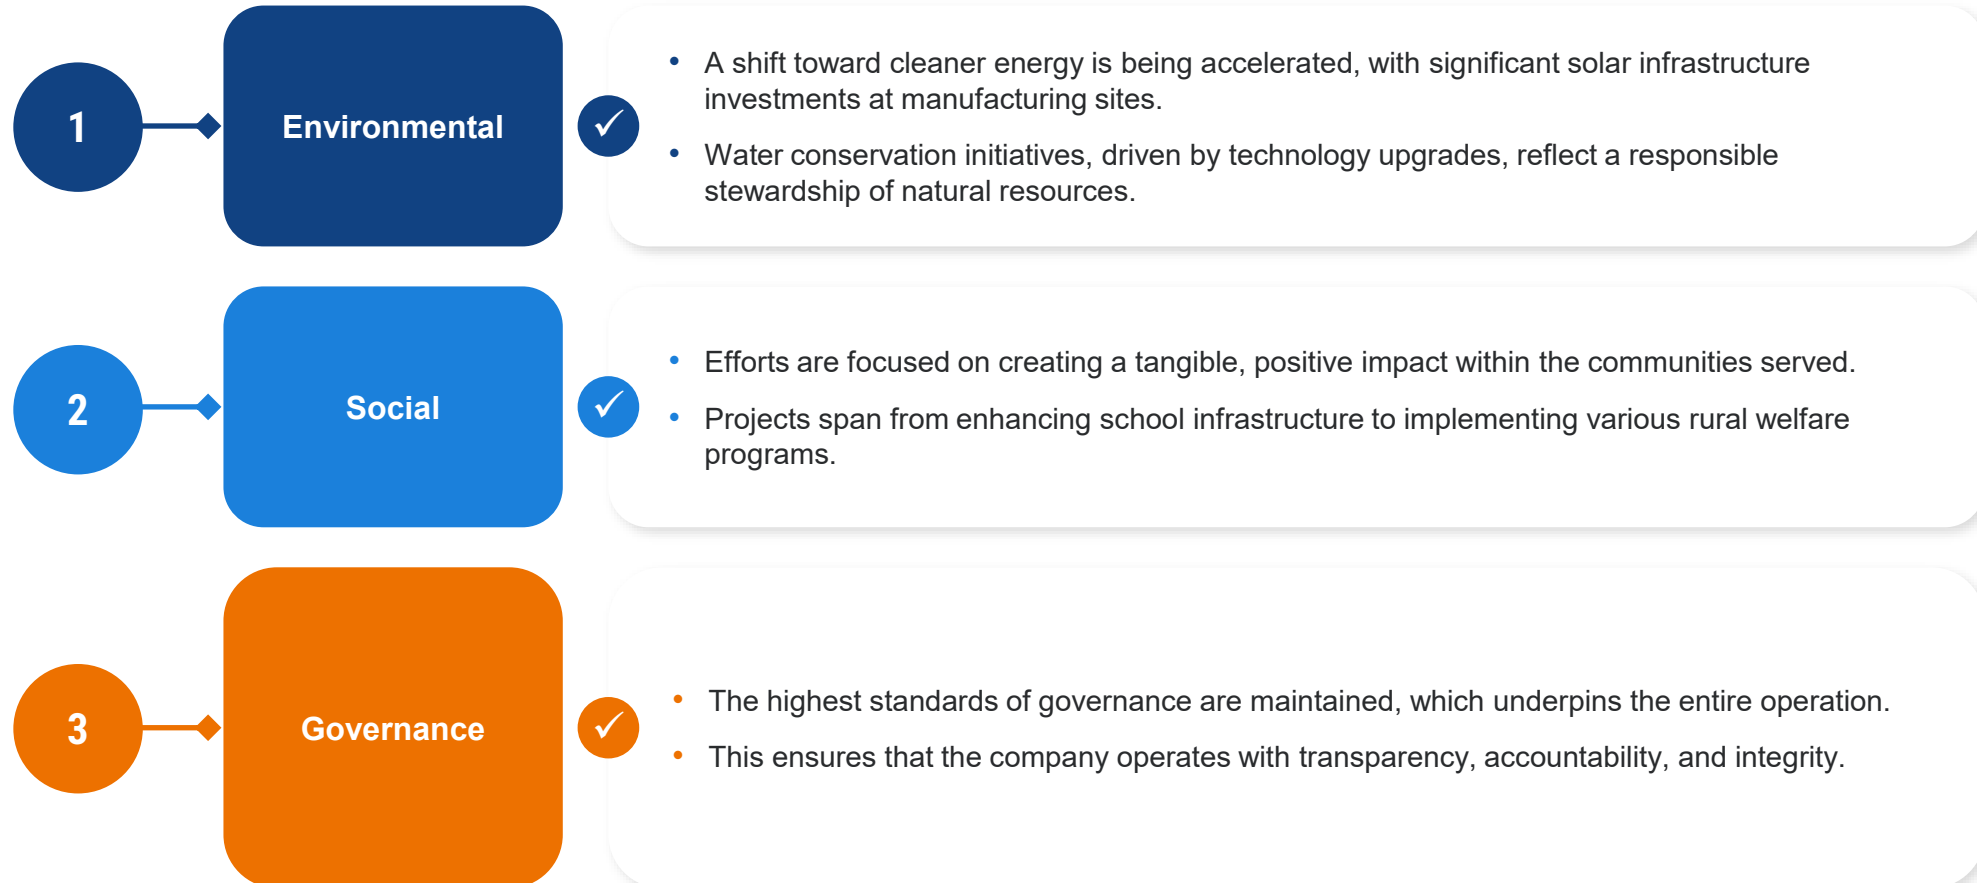 1
Environmental
• A shift toward cleaner energy is being accelerated, with significant solar infrastructure
investments at manufacturing sites.
• Water conservation initiatives, driven by technology upgrades, reflect a responsible
stewardship of natural resources.
2
Social
• Efforts are focused on creating a tangible, positive impact within the communities served.
• Projects span from enhancing school infrastructure to implementing various rural welfare
programs.
3
Governance
• The highest standards of governance are maintained, which underpins the entire operation.
• This ensures that the company operates with transparency, accountability, and integrity.